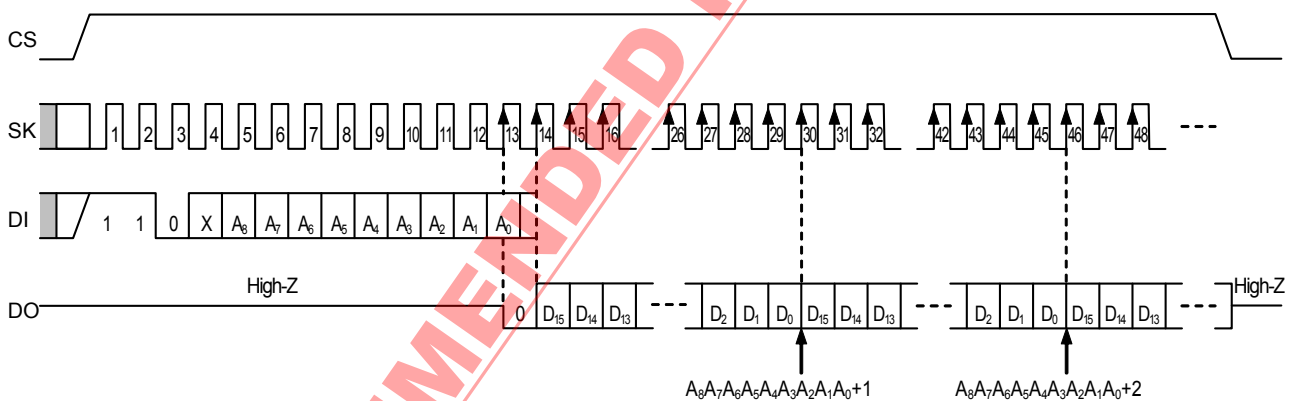 CS
SK 1 2 3 4 5 6 7 8 9 10 11 12 13 14 15 16 26 27 28 29 30 31 32 42 43 44 45 46 47 48
DI 1 1 0 X A₈ A₇ A₆ A₅ A₄ A₃ A₂ A₁ A₀
High-Z High-Z
DO 0 D₁₅ D₁₄ D₁₃ D₂ D₁ D₀ D₁₅ D₁₄ D₁₃ D₂ D₁ D₀ D₁₅ D₁₄ D₁₃
A₈A₇A₆A₅A₄A₃A₂A₁A₀+1 A₈A₇A₆A₅A₄A₃A₂A₁A₀+2
MMENDED